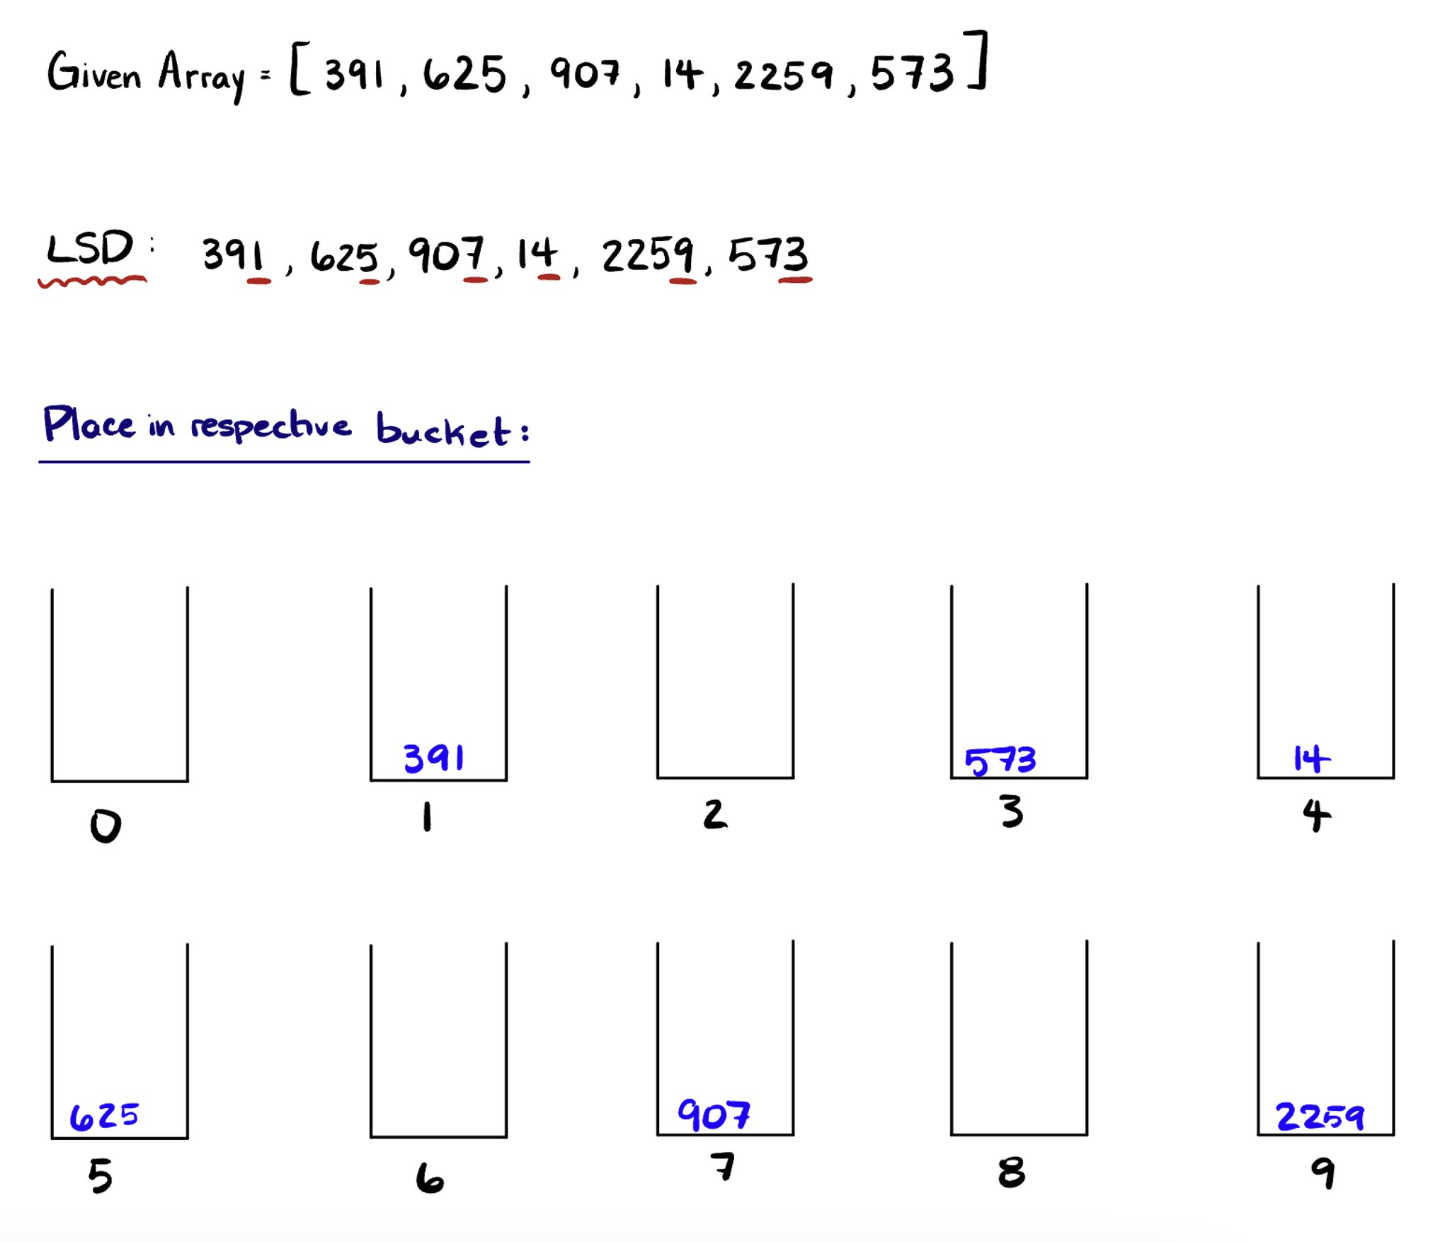 Given Array = [ 391 , 625 , 907 , 14 , 2259 , 573 ]
LSD : 391 , 625 , 907 , 14 , 2259 , 573
Place in respective bucket :
391 573 14
0 1 2 3 4
625 907 2259
5 6 7 8 9